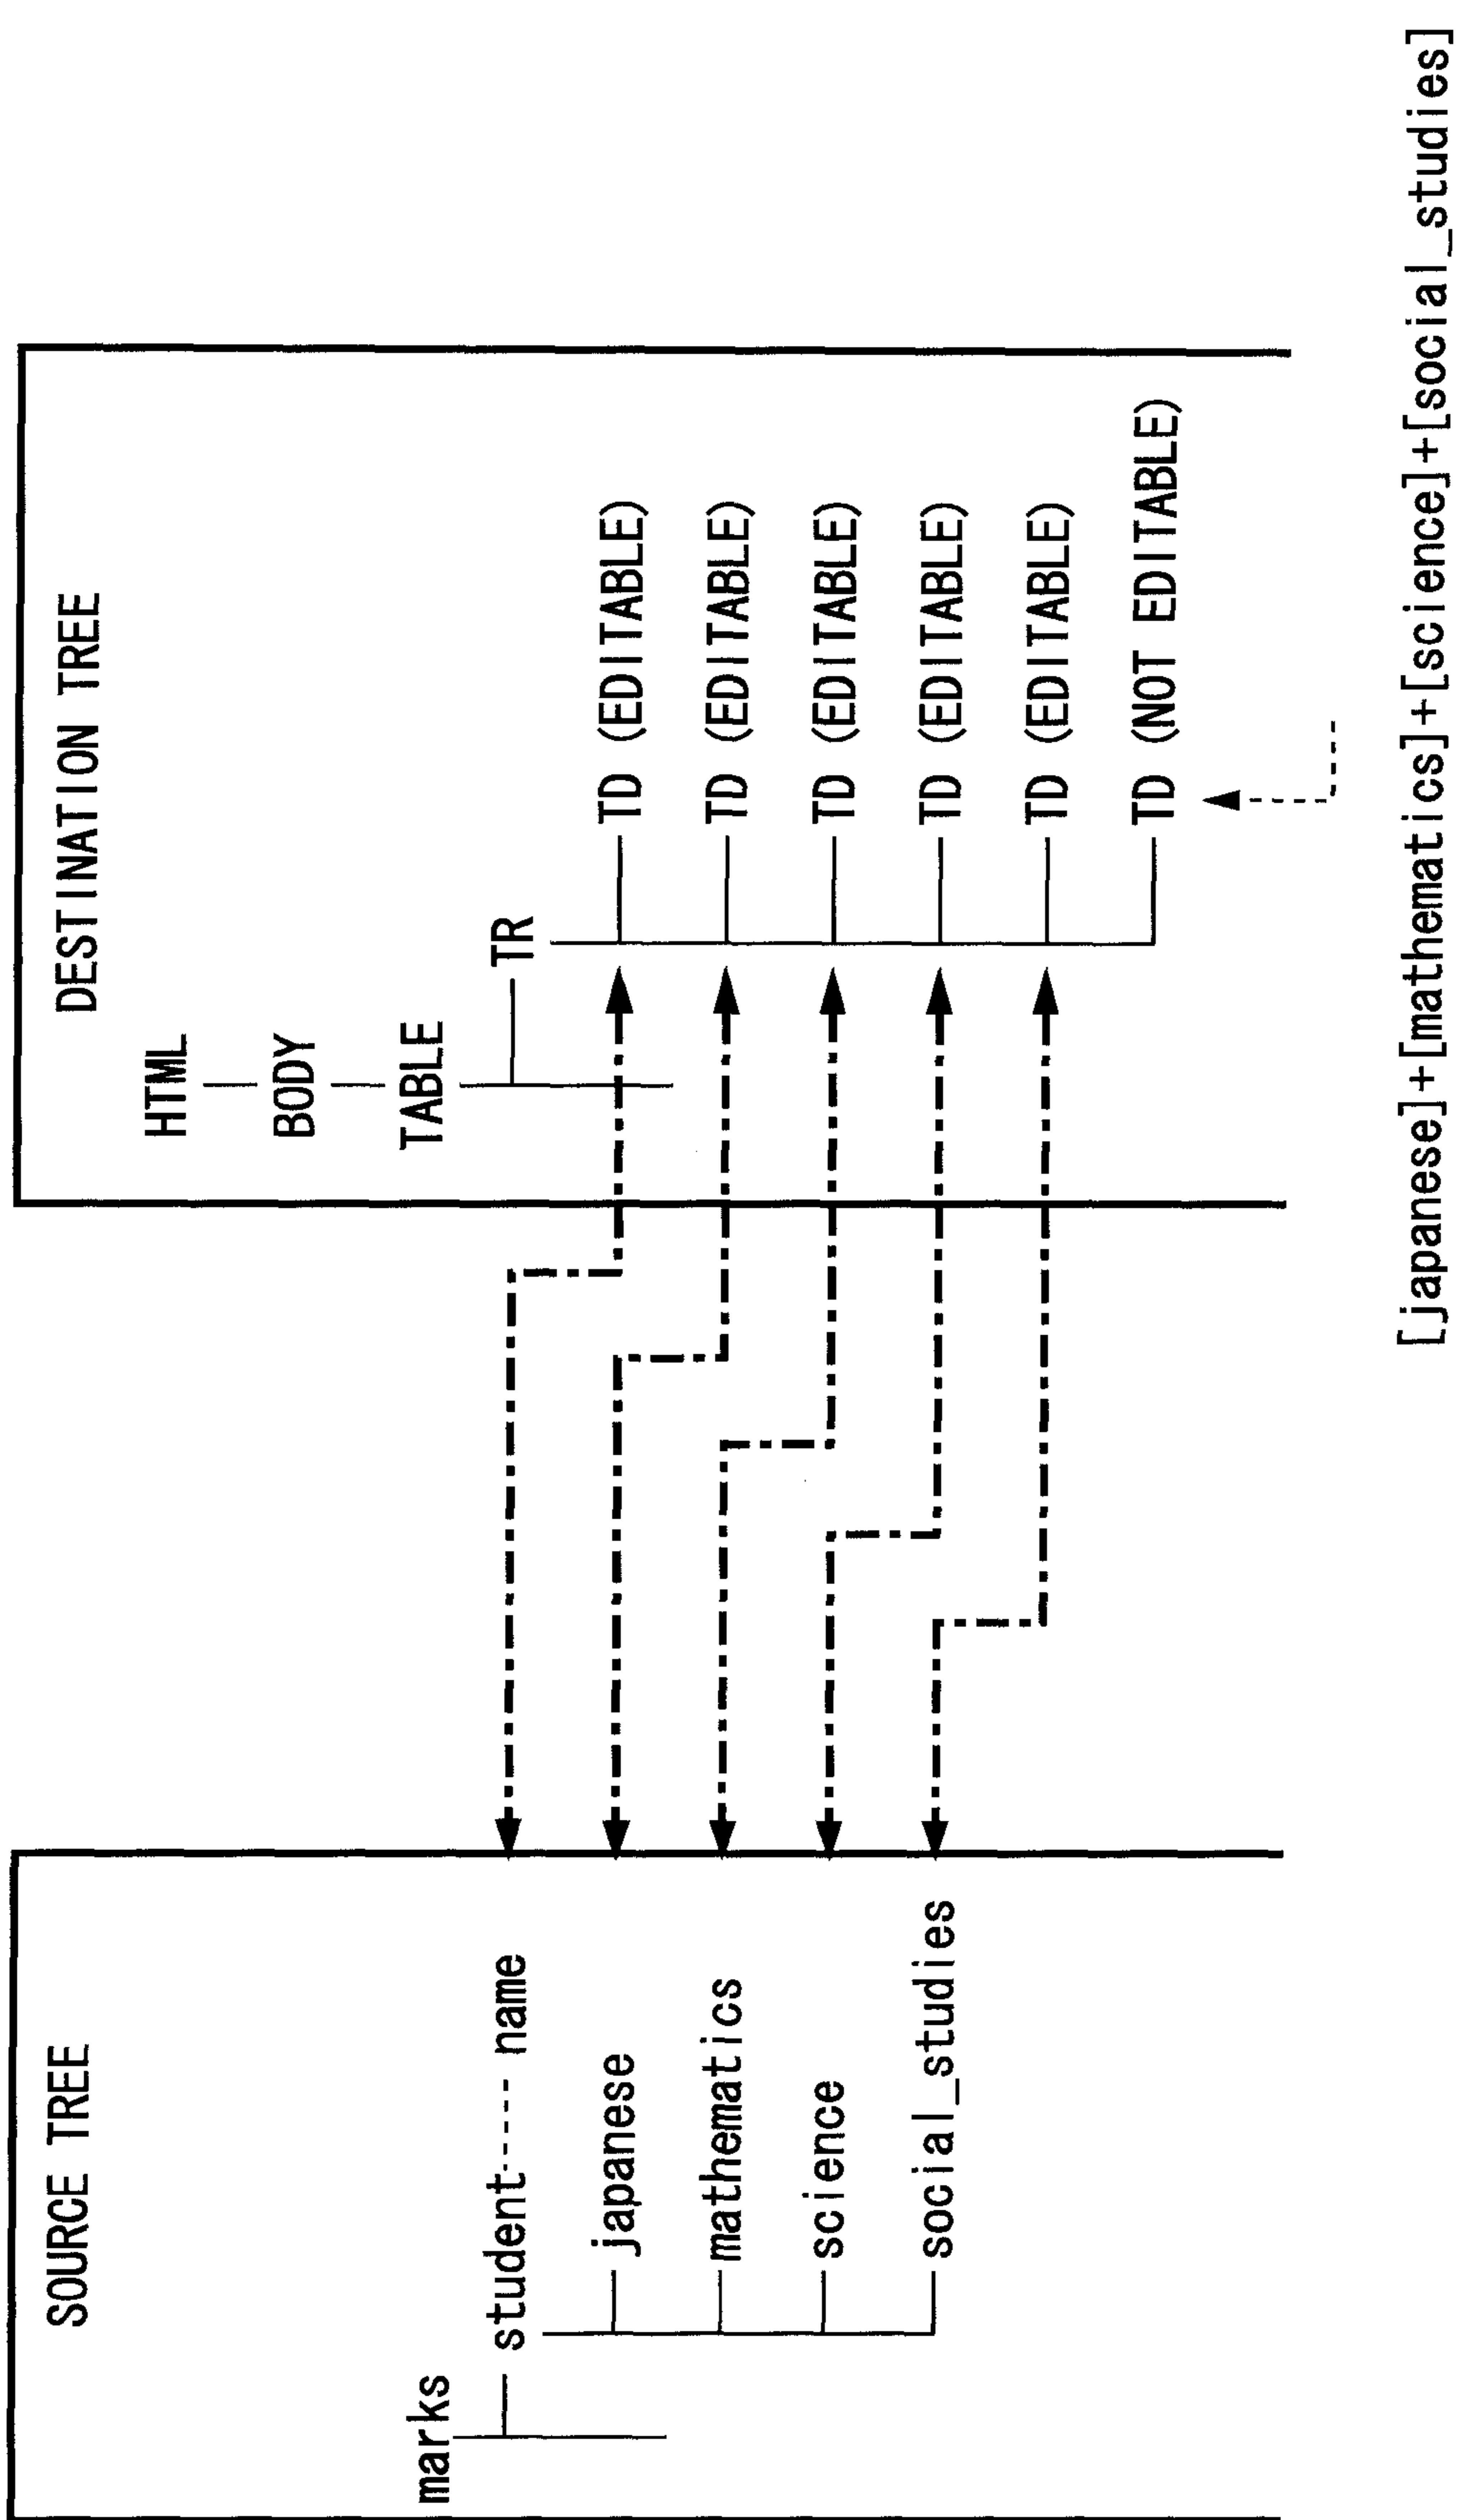 SOURCE TREE
marks
student name
japanese
mathematics
science
social_studies
DESTINATION TREE
HTML
BODY
TABLE
TR
TD (EDITABLE)
TD (EDITABLE)
TD (EDITABLE)
TD (EDITABLE)
TD (EDITABLE)
TD (NOT EDITABLE)
[japanese]+[mathematics]+[science]+[social_studies]